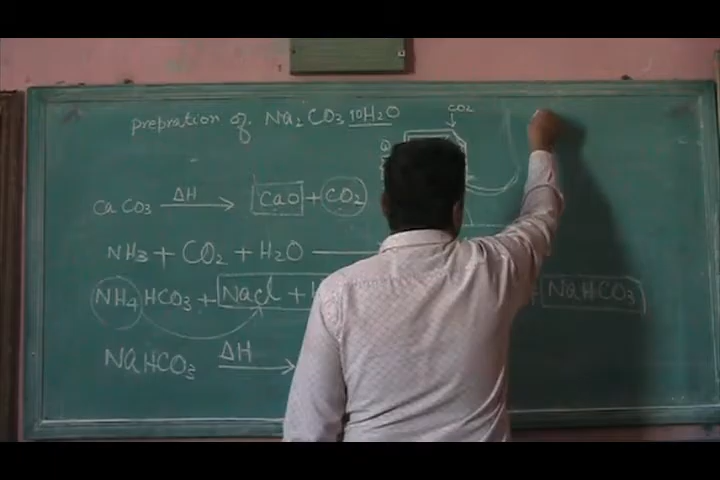 prepration of Na2CO3 10H2O
CO2
CaCO3 ΔH → CaO + CO2
NH3 + CO2 + H2O
NH4HCO3 + NaCl + NaHCO3
NaHCO3 ΔH →